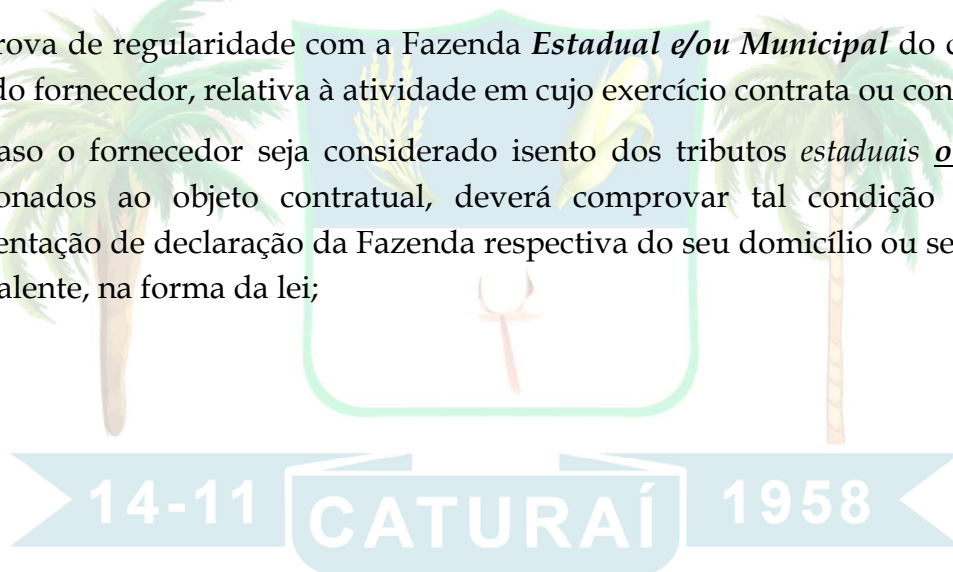 rova de regularidade com a Fazenda Estadual e/ou Municipal do
do fornecedor, relativa à atividade em cujo exercício contrata ou con
aso o fornecedor seja considerado isento dos tributos estaduais
onados ao objeto contratual, deverá comprovar tal condição
entação de declaração da Fazenda respectiva do seu domicílio ou se
alente, na forma da lei;
14-11 CATURAÍ 1958